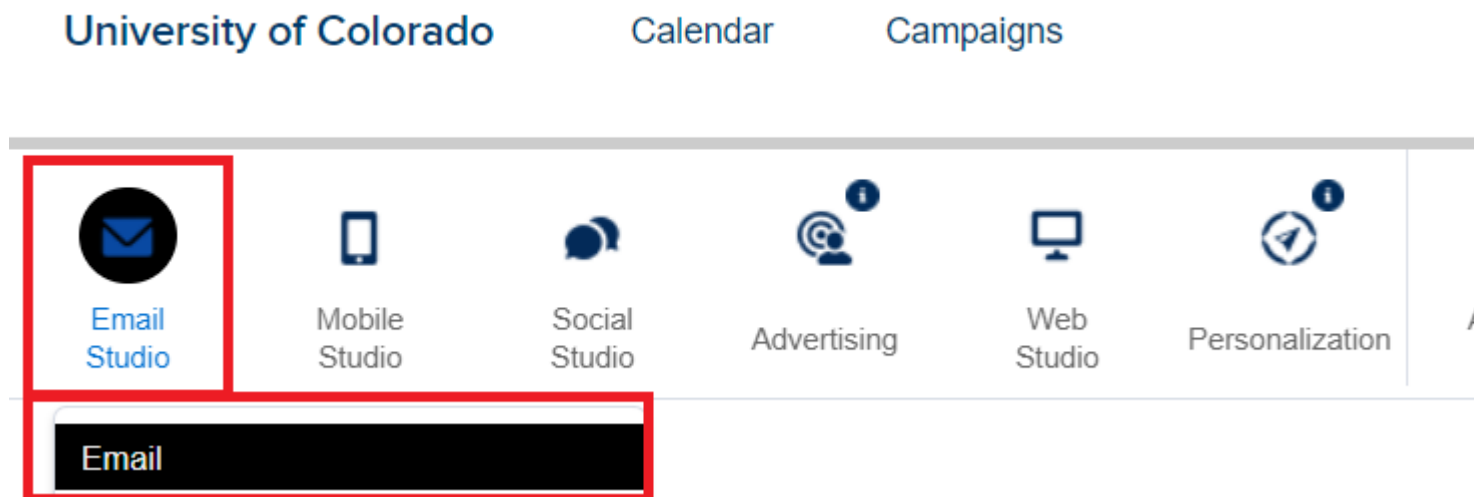 University of Colorado Calendar Campaigns
Email Studio
Mobile Studio
Social Studio
Advertising
Web Studio
Personalization
Email